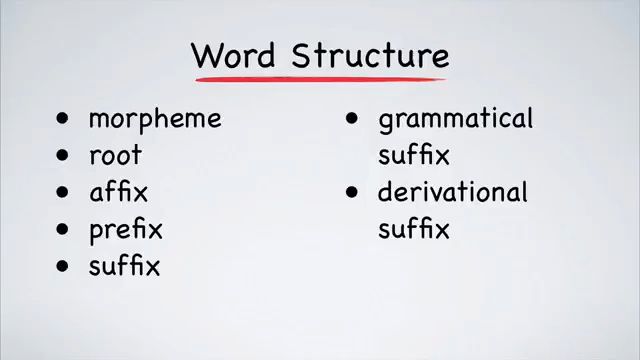 Word Structure
• morpheme
• root
• affix
• prefix
• suffix
• grammatical
suffix
• derivational
suffix